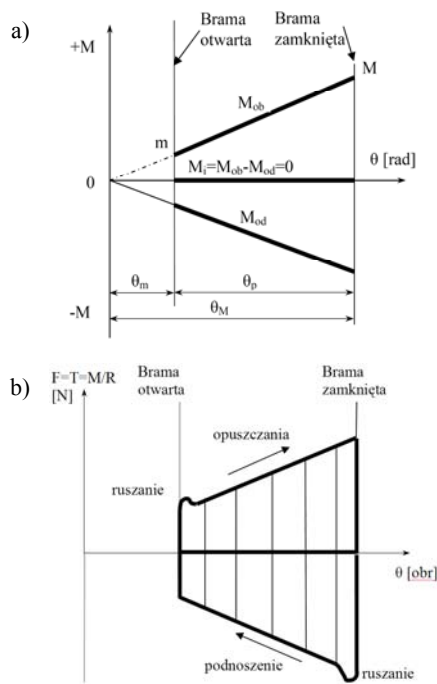 a)
+M
Brama
otwarta
Brama
zamknięta
M
M_ob
m
M_i=M_ob-M_od=0
θ [rad]
0
M_od
θ_m
θ_p
θ_M
-M
b)
F=T=M/R
[N]
Brama
otwarta
Brama
zamknięta
opuszczania
ruszanie
θ [obr]
podnoszenie
ruszanie